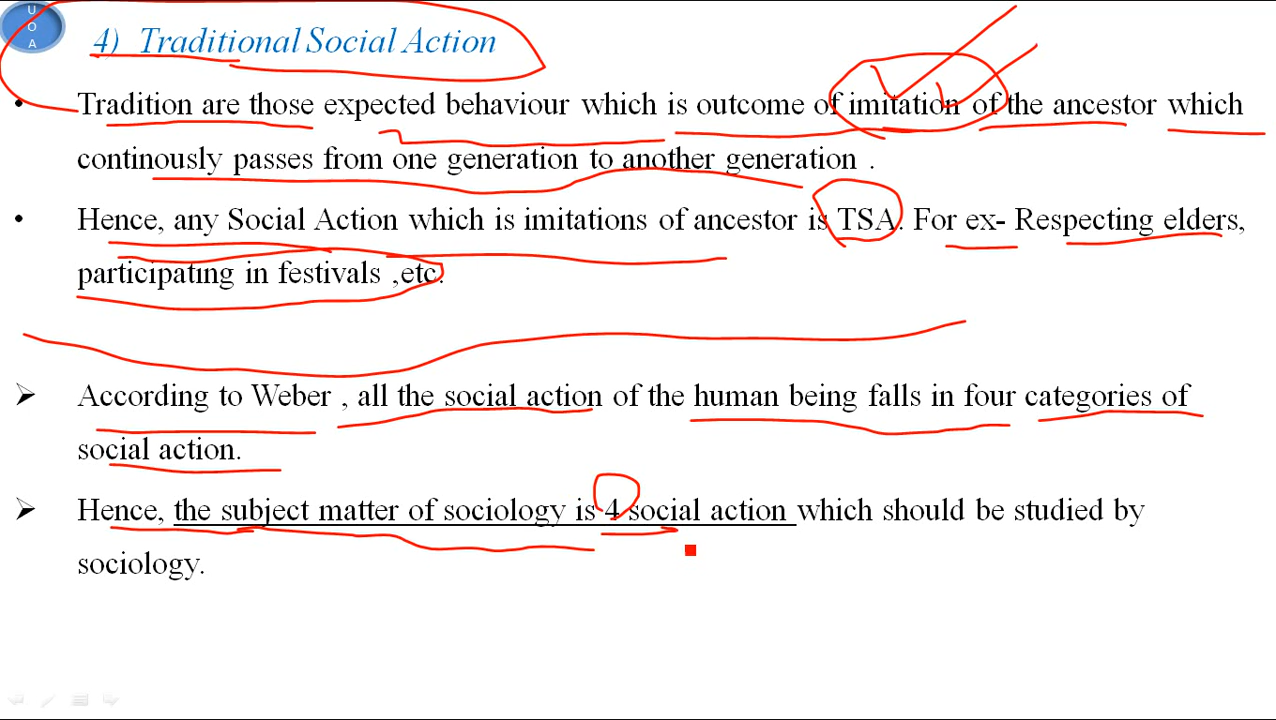 U
O
A
4) Traditional Social Action
• Tradition are those expected behaviour which is outcome of imitation of the ancestor which
continously passes from one generation to another generation .
• Hence, any Social Action which is imitations of ancestor is TSA. For ex- Respecting elders,
participating in festivals ,etc.
➢ According to Weber , all the social action of the human being falls in four categories of
social action.
➢ Hence, the subject matter of sociology is 4 social action which should be studied by
sociology.